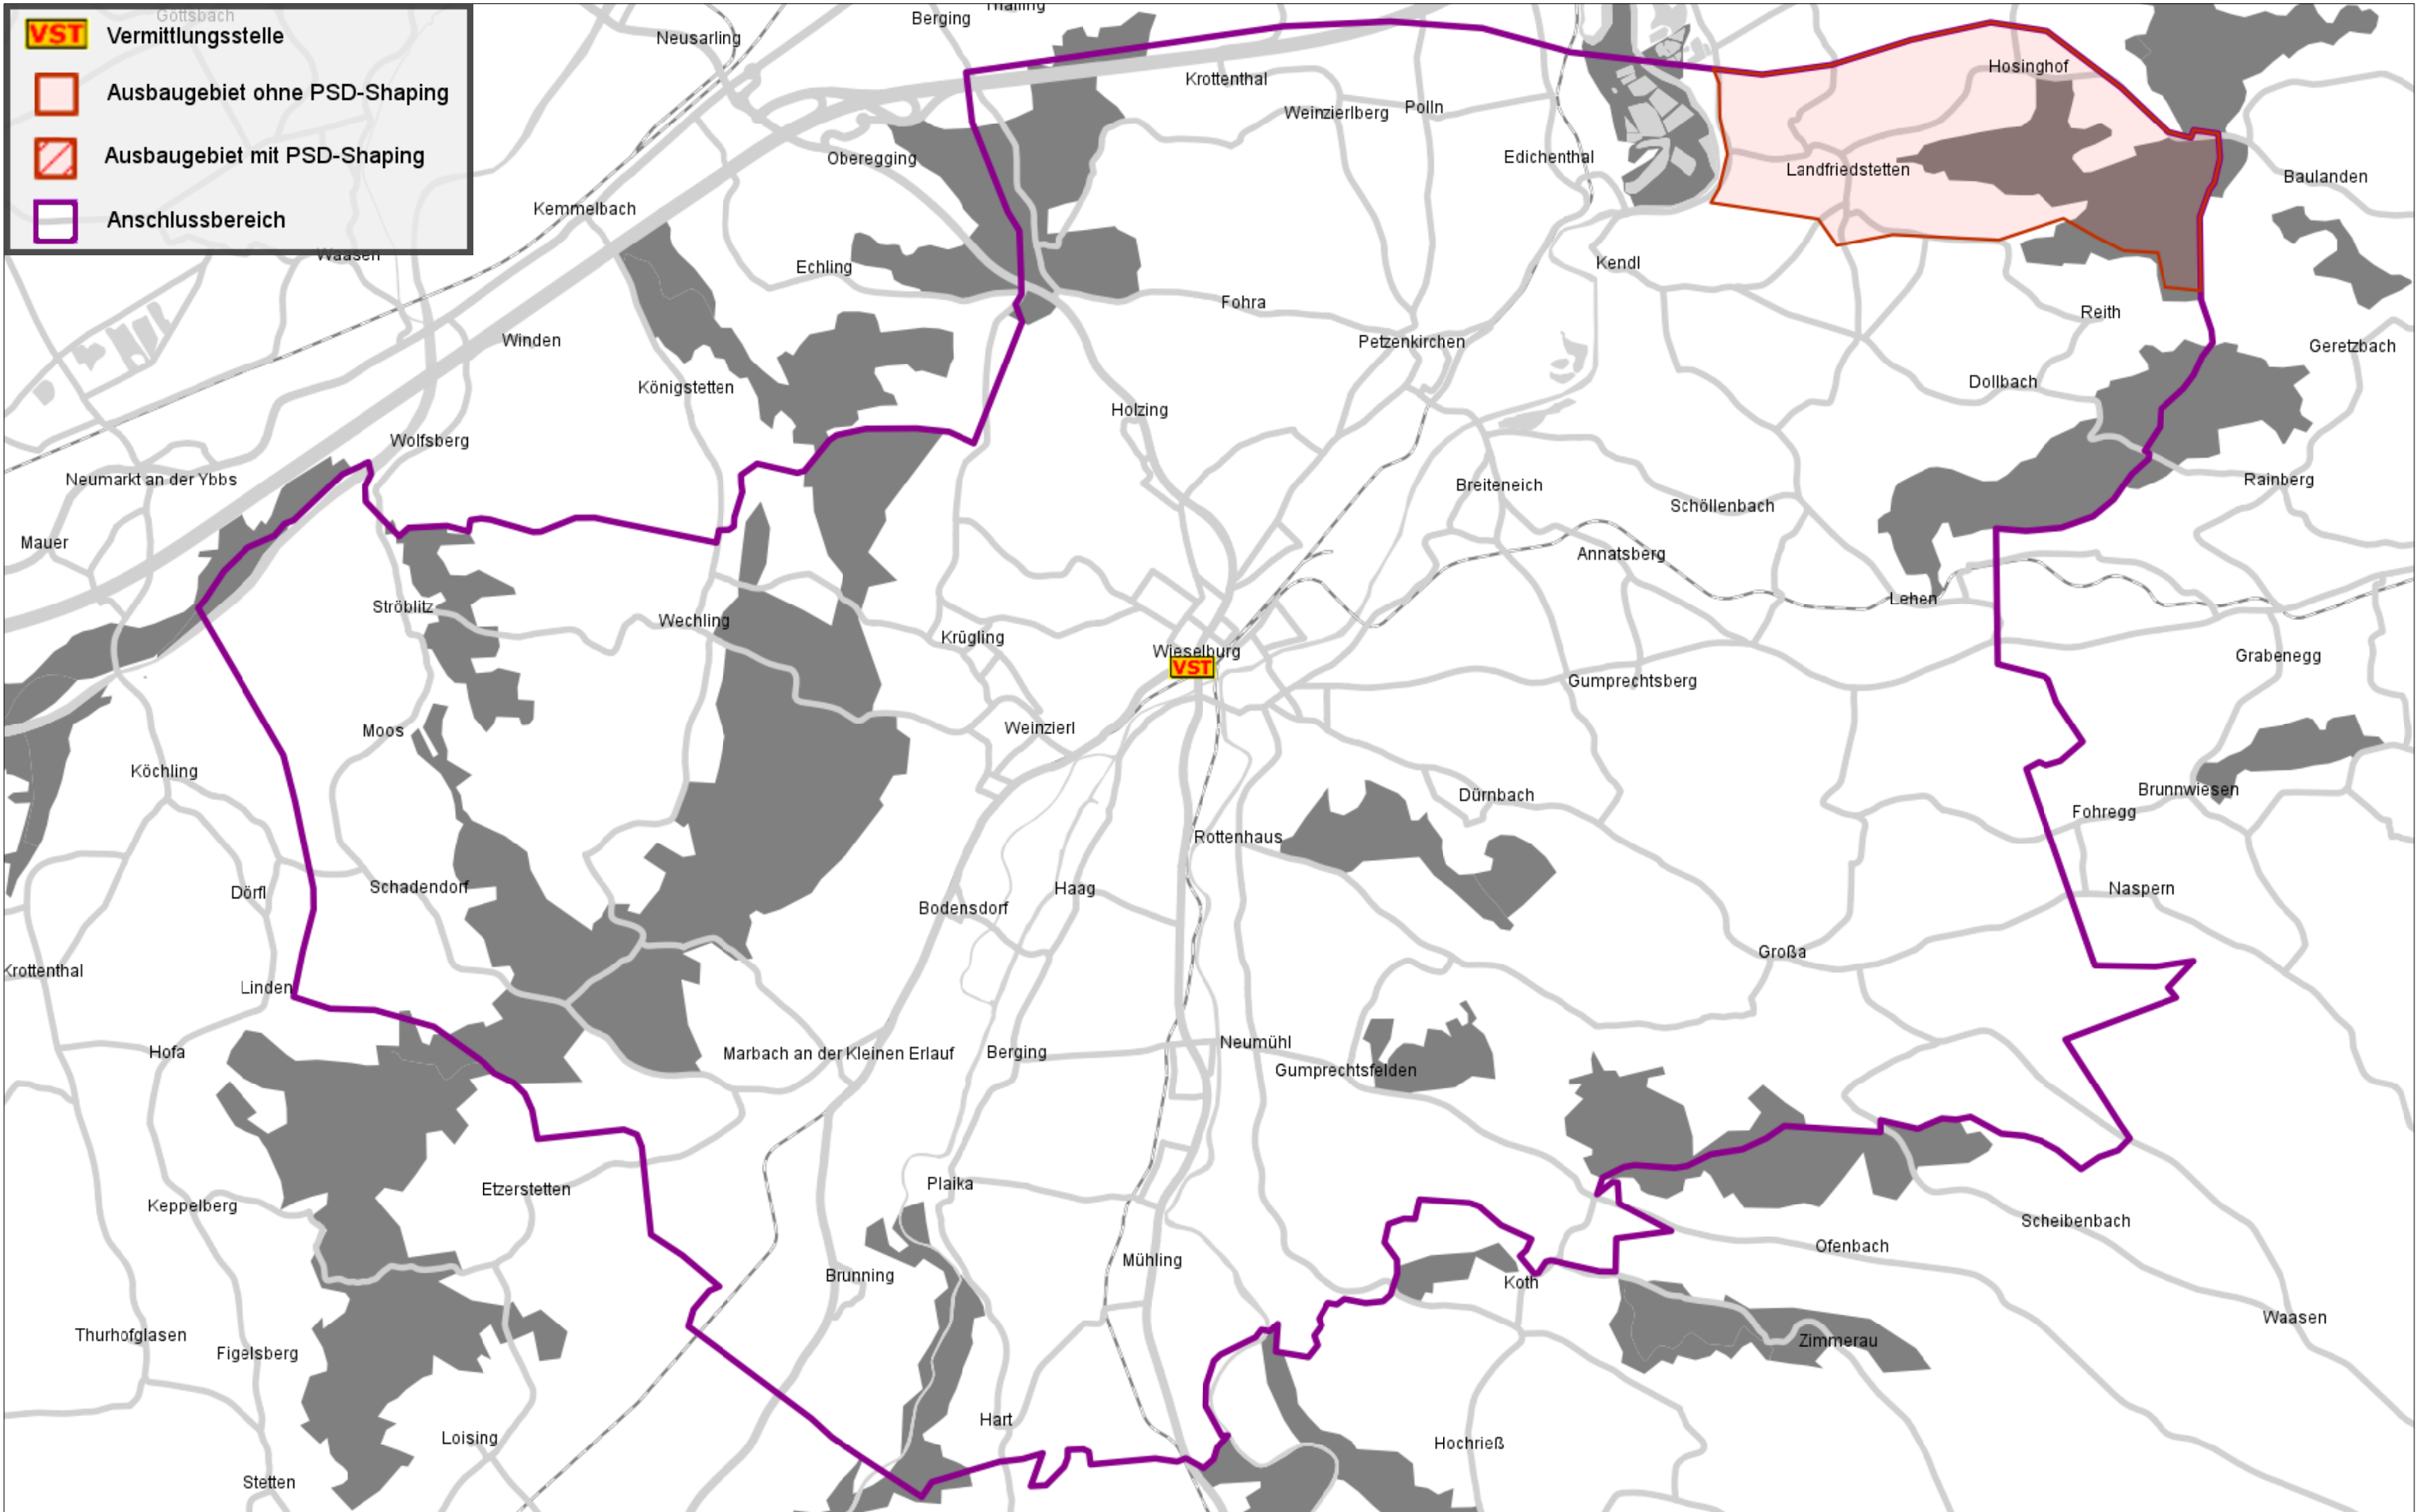 Göttsbach
VST Vermittlungsstelle
Ausbaugebiet ohne PSD-Shaping
Ausbaugebiet mit PSD-Shaping
Anschlussbereich
Waasen
Neusarling
Berging
Krottenthal
Weinzierlberg
Polln
Hosinghof
Oberegging
Edichenthal
Landfriedstetten
Baulanden
Kemmelbach
Echling
Kendl
Fohra
Reith
Winden
Petzenkirchen
Geretzbach
Königstetten
Dollbach
Holzing
Wolfsberg
Neumarkt an der Ybbs
Breiteneich
Rainberg
Schöllenbach
Mauer
Annatsberg
Lehen
Ströblitz
Wechling
Krügling
Wieselburg
VST
Grabenegg
Gumprechtsberg
Moos
Weinzierl
Köchling
Dürnbach
Brunnwiesen
Fohregg
Rottenhaus
Dörfl
Schadendorf
Haag
Naspern
Bodensdorf
Großa
Krottenthal
Linden
Hofa
Marbach an der Kleinen Erlauf
Berging
Neumühl
Gumprechtsfelden
Etzerstetten
Plaika
Keppelberg
Scheibenbach
Ofenbach
Mühling
Brunning
Koth
Waasen
Thurhofglasen
Figelsberg
Zimmerau
Hart
Loising
Hochrieß
Stetten